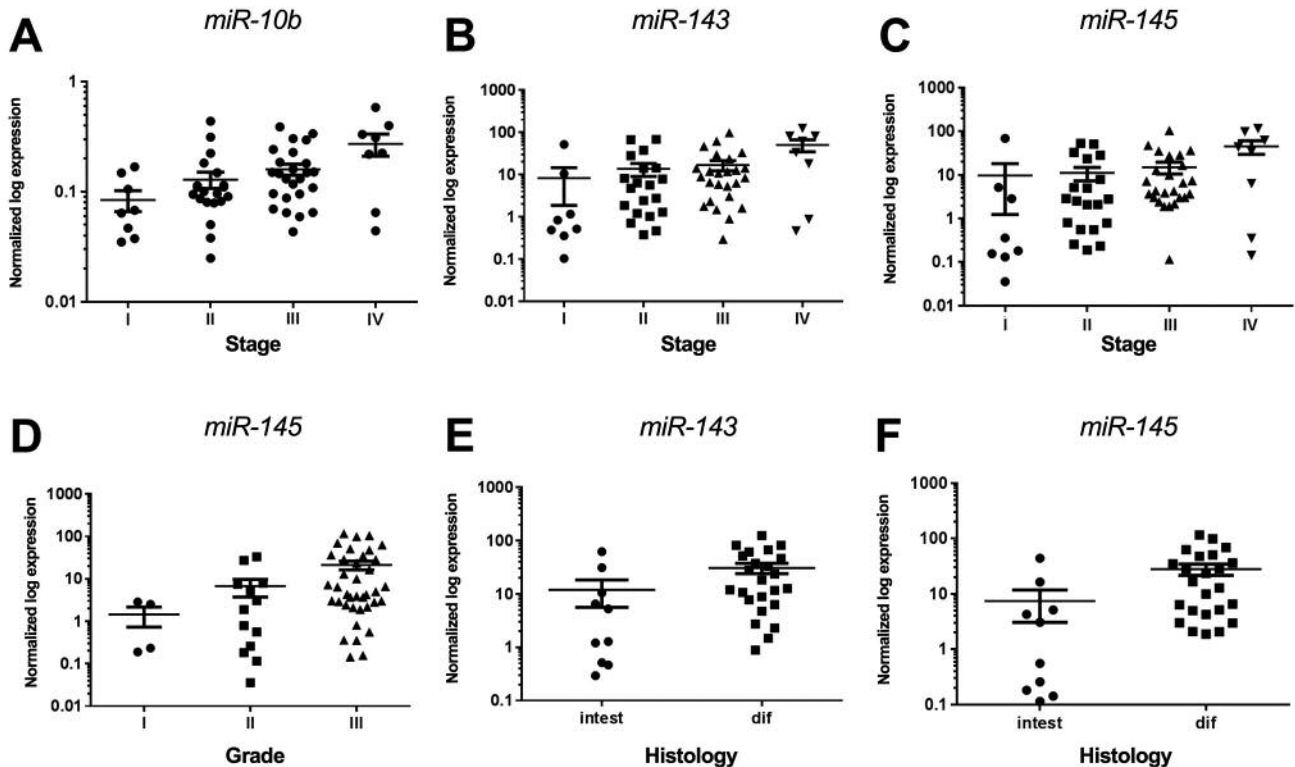 A
miR-10b
Normalized log expression
1
0.1
0.01
I
II
III
IV
Stage
B
miR-143
Normalized log expression
1000
100
10
1
0.1
0.01
I
II
III
IV
Stage
C
miR-145
Normalized log expression
1000
100
10
1
0.1
0.01
I
II
III
IV
Stage
D
miR-145
Normalized log expression
1000
100
10
1
0.1
0.01
I
II
III
Grade
E
miR-143
Normalized log expression
1000
100
10
1
0.1
intest
dif
Histology
F
miR-145
Normalized log expression
1000
100
10
1
0.1
intest
dif
Histology